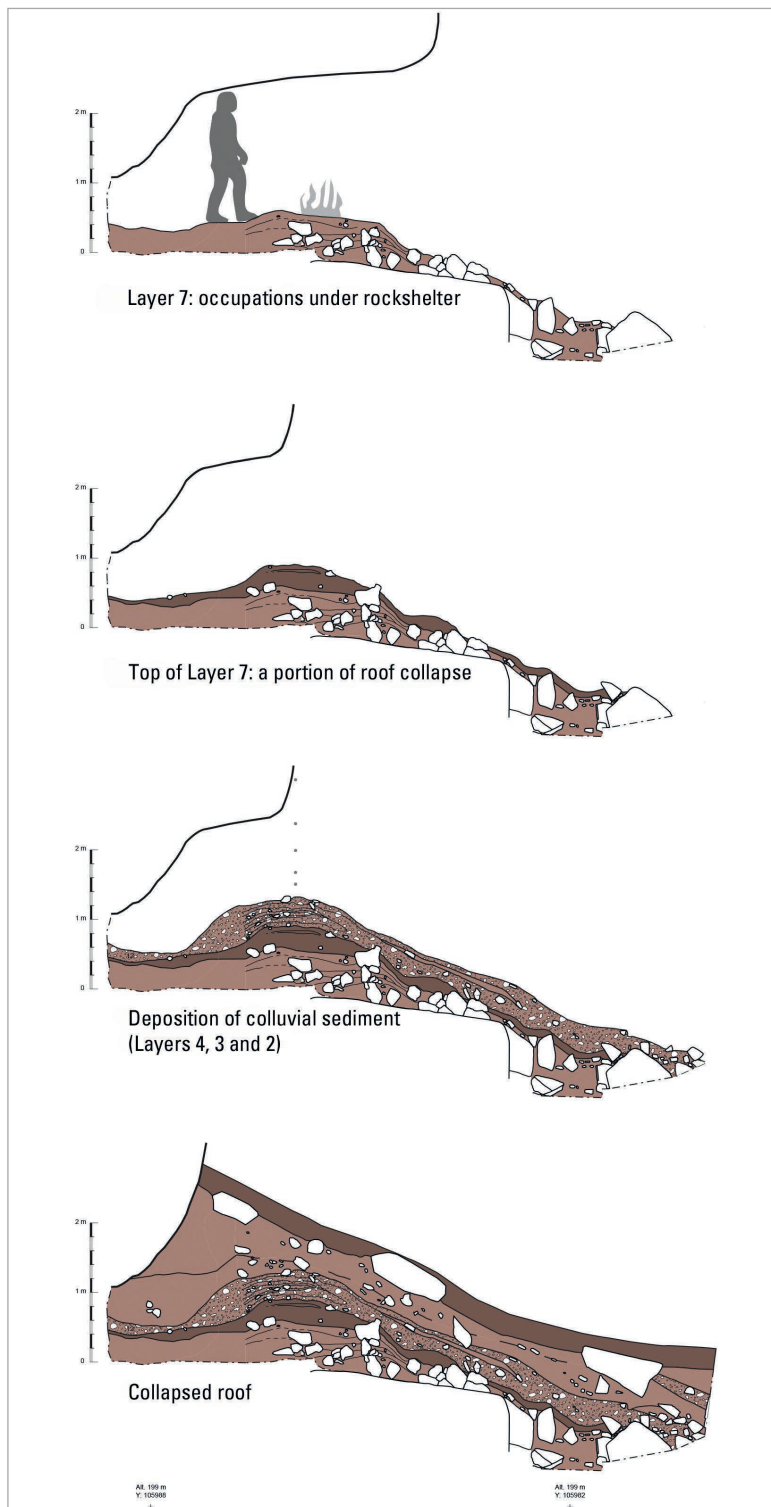 2 m
1 m
0
Layer 7: occupations under rockshelter
2 m
1 m
0
Top of Layer 7: a portion of roof collapse
2 m
1 m
0
Deposition of colluvial sediment
(Layers 4, 3 and 2)
2 m
1 m
0
Collapsed roof
Alt. 199 m
Y: 105988
Alt. 199 m
Y: 105982